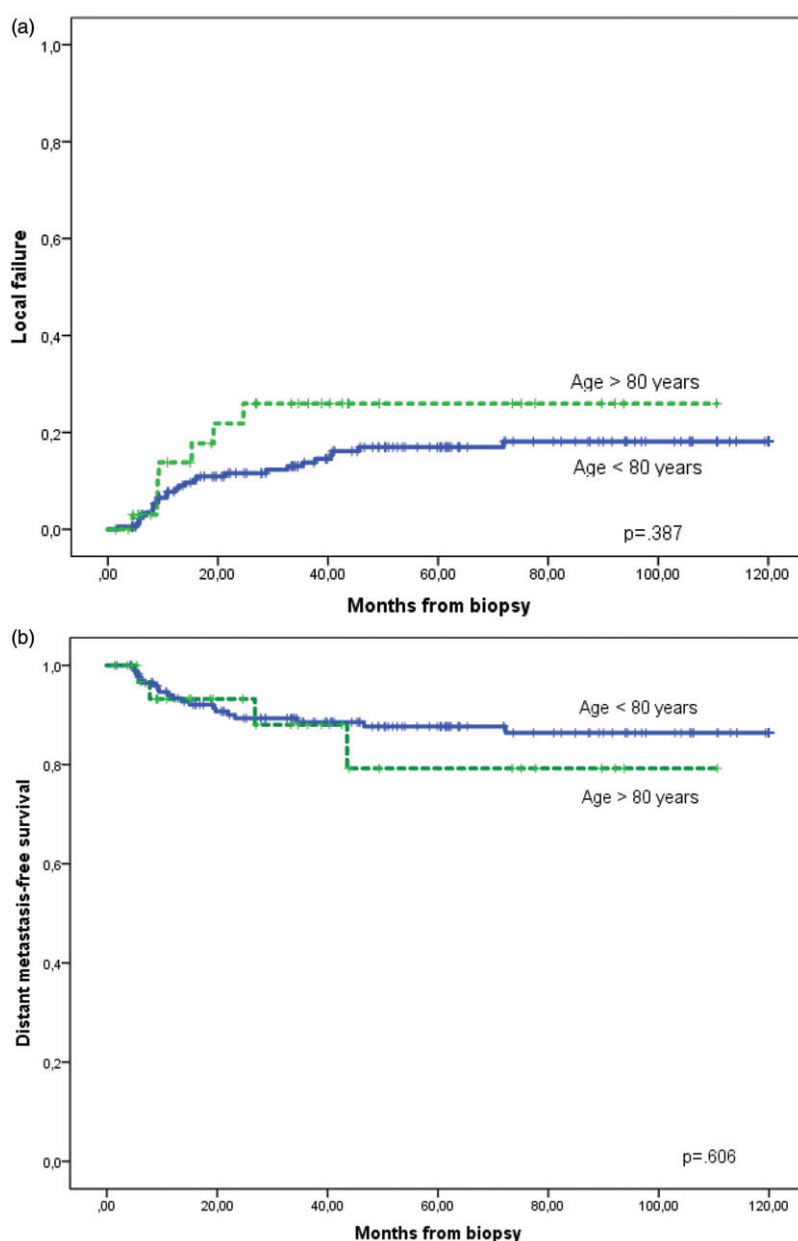 (a)
1,0
0,8
0,6
0,4
0,2
0,0
Local failure
Age > 80 years
Age < 80 years
p=.387
,00 20,00 40,00 60,00 80,00 100,00 120,00
Months from biopsy
(b)
1,0
0,8
0,6
0,4
0,2
0,0
Distant metastasis-free survival
Age < 80 years
Age > 80 years
p=.606
,00 20,00 40,00 60,00 80,00 100,00 120,00
Months from biopsy